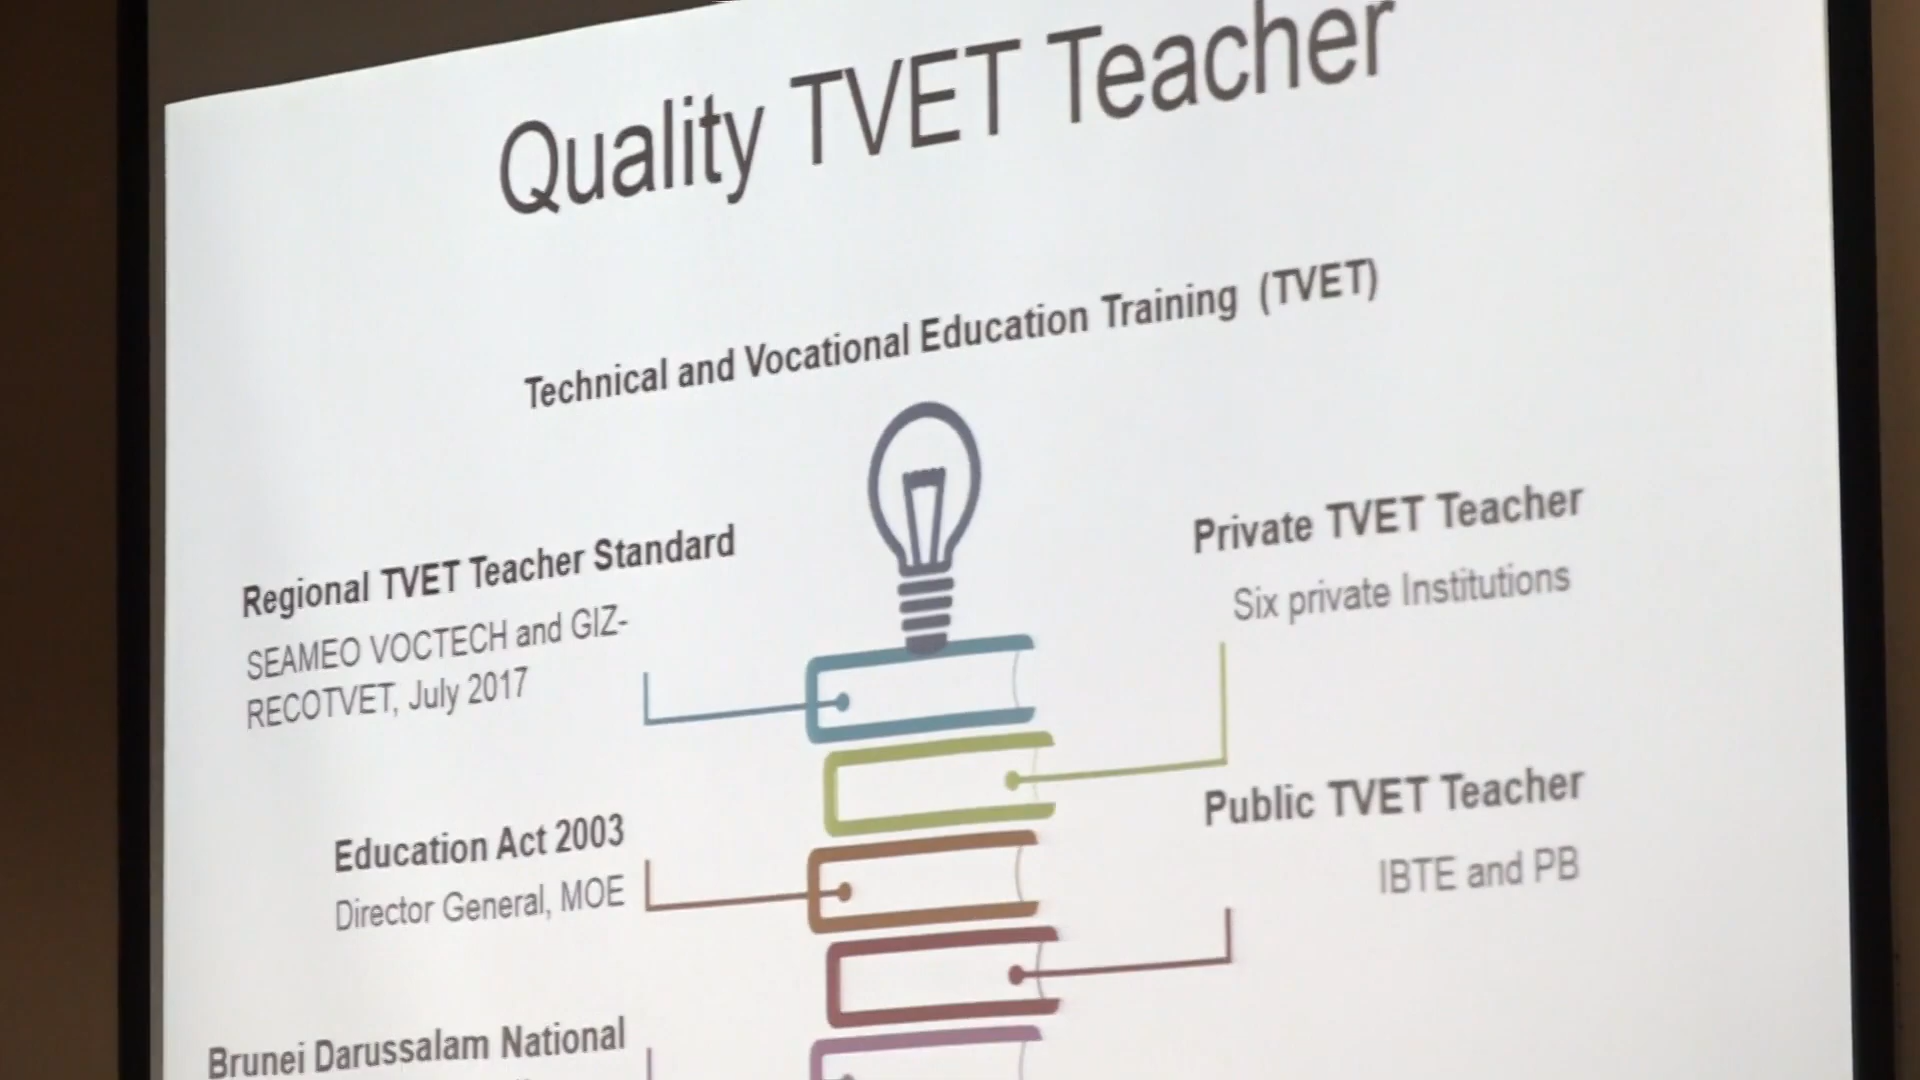 Quality TVET Teacher
Technical and Vocational Education Training (TVET)
Regional TVET Teacher Standard
SEAMEO VOCTECH and GIZ-
RECOTVET, July 2017
Private TVET Teacher
Six private Institutions
Education Act 2003
Director General, MOE
Public TVET Teacher
IBTE and PB
Brunei Darussalam National